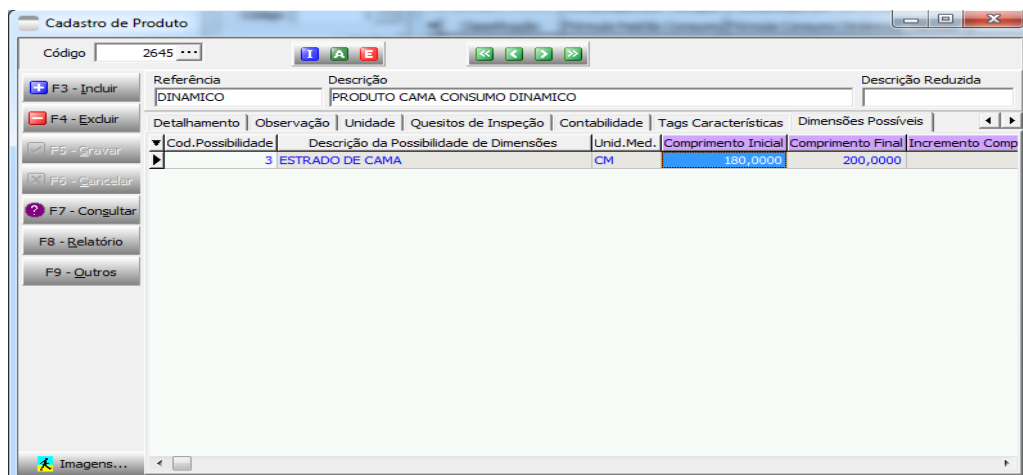 Cadastro de Produto
Código 2645 ...
I A E
F3 - Incluir
F4 - Excluir
F5 - Gravar
F6 - Cancelar
F7 - Consultar
F8 - Relatório
F9 - Outros
Imagens...
Referência Descrição Descrição Reduzida
DINAMICO PRODUTO CAMA CONSUMO DINAMICO
Detalhamento Observação Unidade Quesitos de Inspeção Contabilidade Tags Características Dimensões Possíveis
Cod.Possibilidade Descrição da Possibilidade de Dimensões Unid.Med. Comprimento Inicial Comprimento Final Incremento Comp
3 ESTRADO DE CAMA CM 180,0000 200,0000